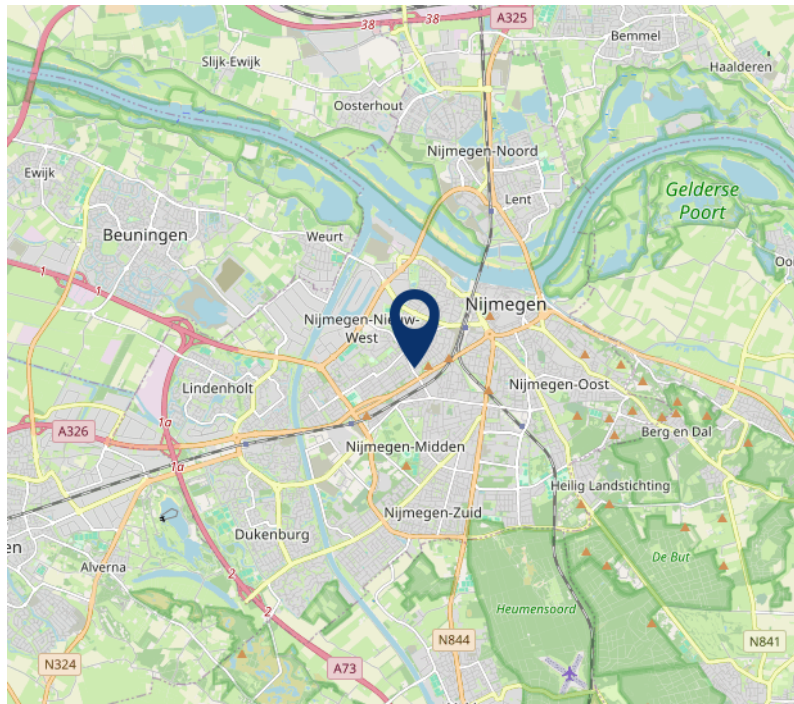 38
38
A325
Bemmel
Slijk-Ewijk
Haalderen
Oosterhout
Nijmegen-Noord
Ewijk
Gelderse
Poort
Lent
Beuningen
Weurt
Oo
1
1
Nijmegen
Nijmegen-Nieuw-
West
Lindenholt
Nijmegen-Oost
1a
A326
Berg en Dal
Nijmegen-Midden
1a
Heilig Landstichting
Nijmegen-Zuid
Dukenburg
en
De But
Alverna
2
2
Heumensoord
N844
N841
N324
A73